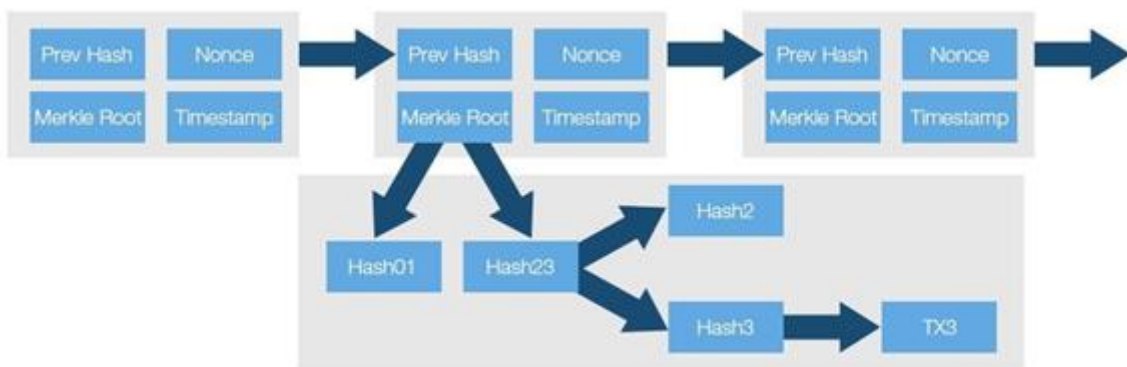 Prev Hash Nonce Prev Hash Nonce Prev Hash Nonce
Merkle Root Timestamp Merkle Root Timestamp Merkle Root Timestamp
Hash2
Hash01 Hash23
Hash3 TX3